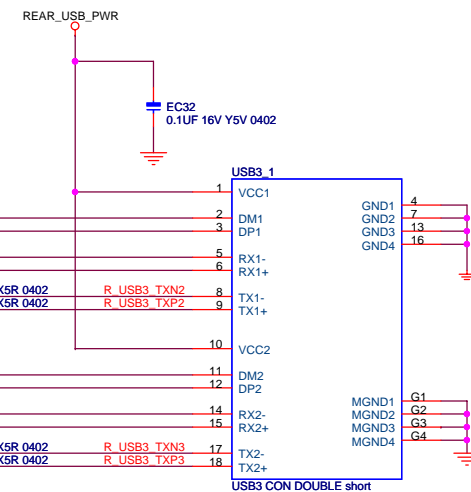 REAR_USB_PWR
EC32
0.1UF 16V Y5V 0402
USB3_1
1 VCC1
4 GND1
7 GND2
2 DM1
3 DP1
13 GND3
16 GND4
5 RX1-
6 RX1+
X5R 0402 R_USB3_TXN2 8 TX1-
X5R 0402 R_USB3_TXP2 9 TX1+
10 VCC2
11 DM2
12 DP2
MGND1 G1
14 RX2-
MGND2 G2
15 RX2+
MGND3 G3
MGND4 G4
X5R 0402 R_USB3_TXN3 17 TX2-
X5R 0402 R_USB3_TXP3 18 TX2+
USB3 CON DOUBLE short